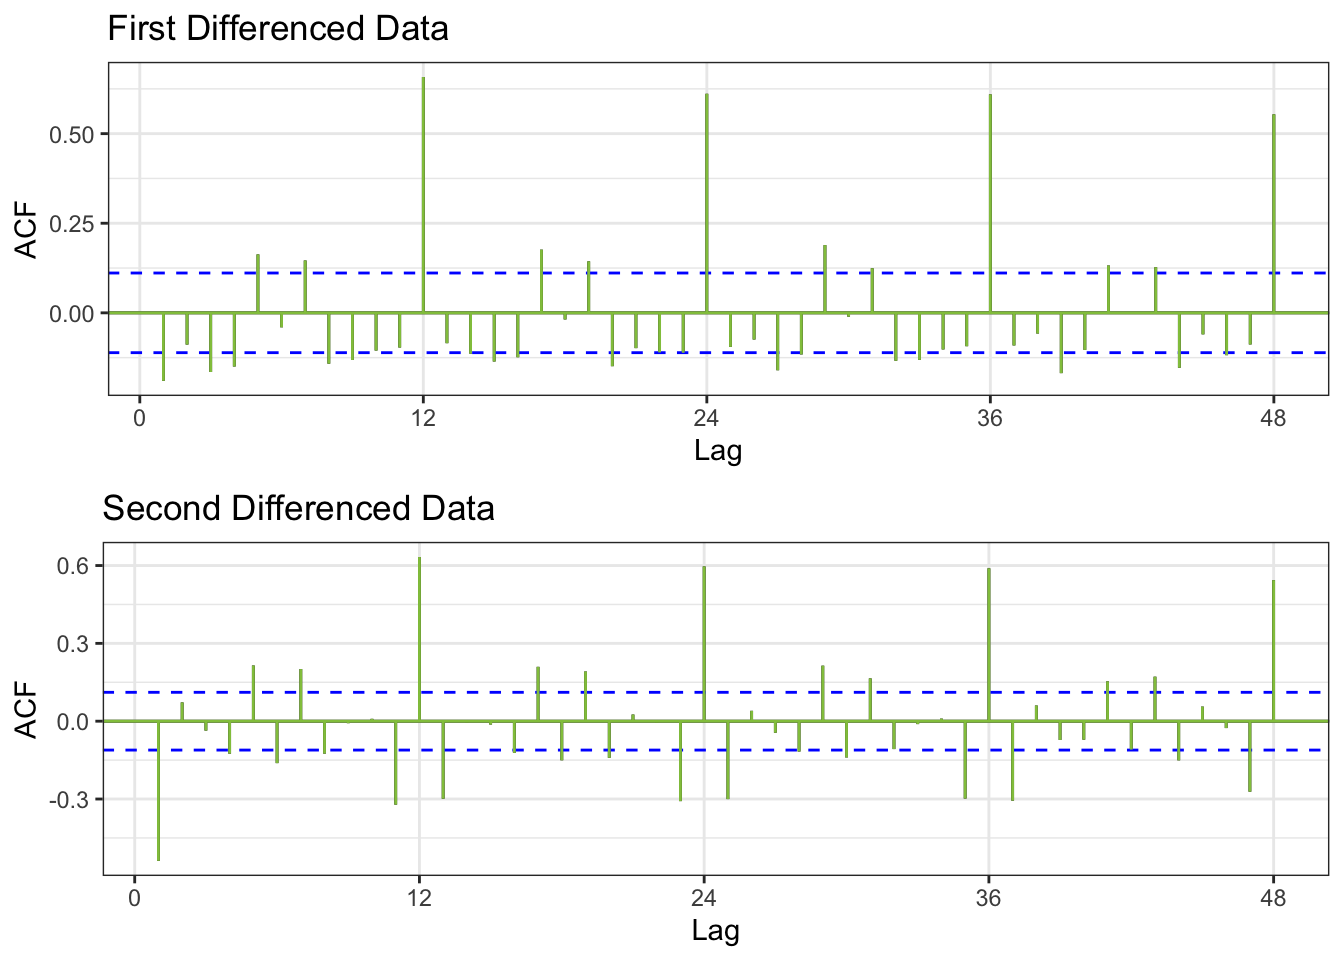 First Differenced Data
ACF
0.50
0.25
0.00
0 12 24 36 48
Lag
Second Differenced Data
ACF
0.6
0.3
0.0
-0.3
0 12 24 36 48
Lag